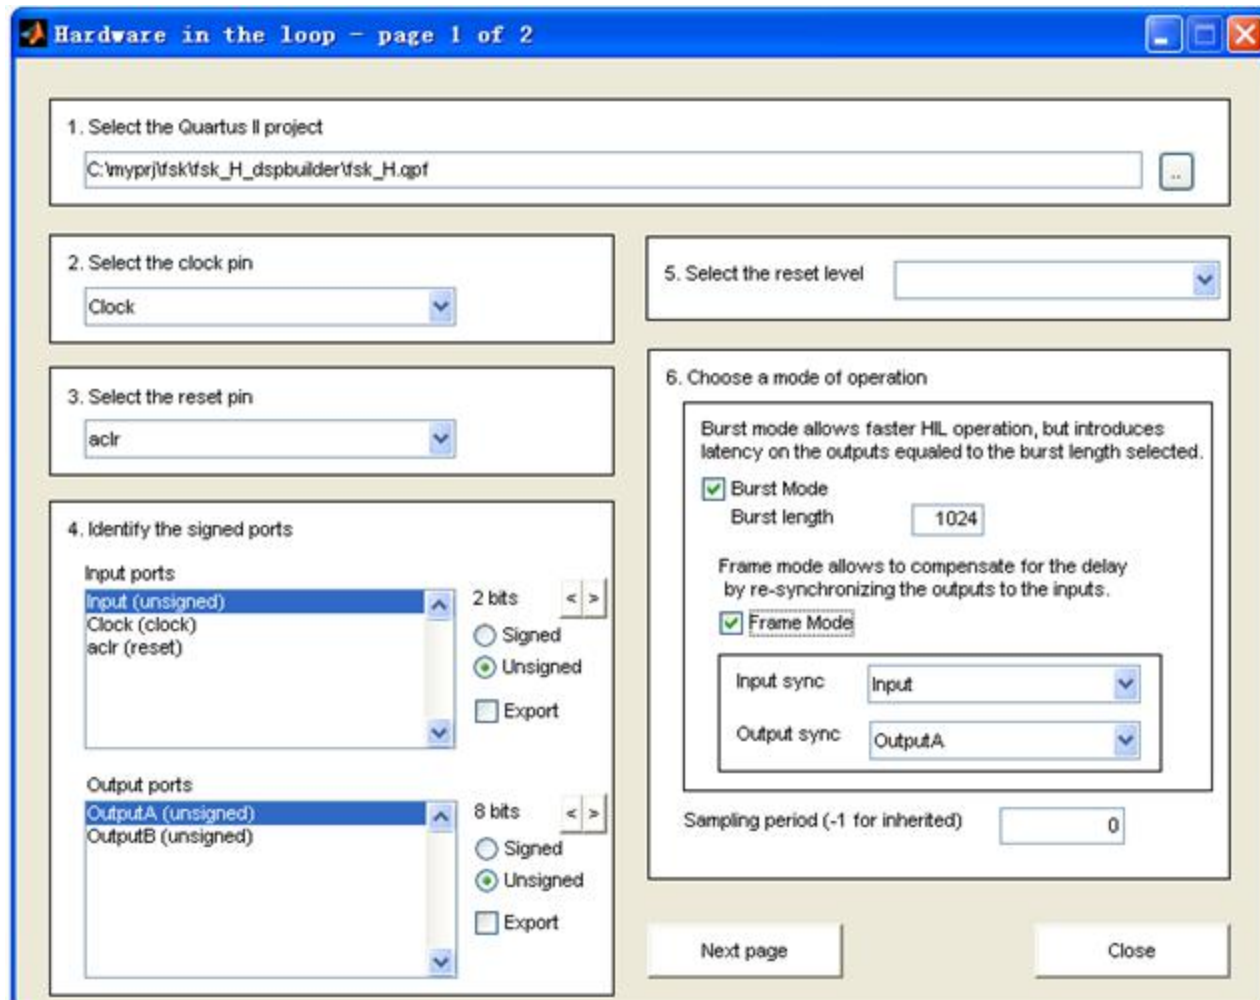 Hardware in the loop - page 1 of 2
1. Select the Quartus II project
C:\myprj\fsk\fsk_H_dspbuilder\fsk_H.qpf
..
2. Select the clock pin
Clock
3. Select the reset pin
aclr
4. Identify the signed ports
Input ports
Input (unsigned)
Clock (clock)
aclr (reset)
2 bits
< >
Signed
Unsigned
Export
Output ports
OutputA (unsigned)
OutputB (unsigned)
8 bits
< >
Signed
Unsigned
Export
5. Select the reset level
6. Choose a mode of operation
Burst mode allows faster HIL operation, but introduces
latency on the outputs equaled to the burst length selected.
Burst Mode
Burst length 1024
Frame mode allows to compensate for the delay
by re-synchronizing the outputs to the inputs.
Frame Mode
Input sync Input
Output sync OutputA
Sampling period (-1 for inherited) 0
Next page
Close